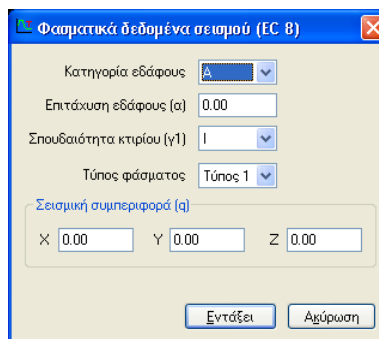 Φασματικά δεδομένα σεισμού (EC 8)
Κατηγορία εδάφους A
Επιτάχυση εδάφους (α) 0.00
Σπουδαιότητα κτιρίου (γ1) I
Τύπος φάσματος Τύπος 1
Σεισμική συμπεριφορά (q)
X 0.00 Y 0.00 Z 0.00
Εντάξει Ακύρωση